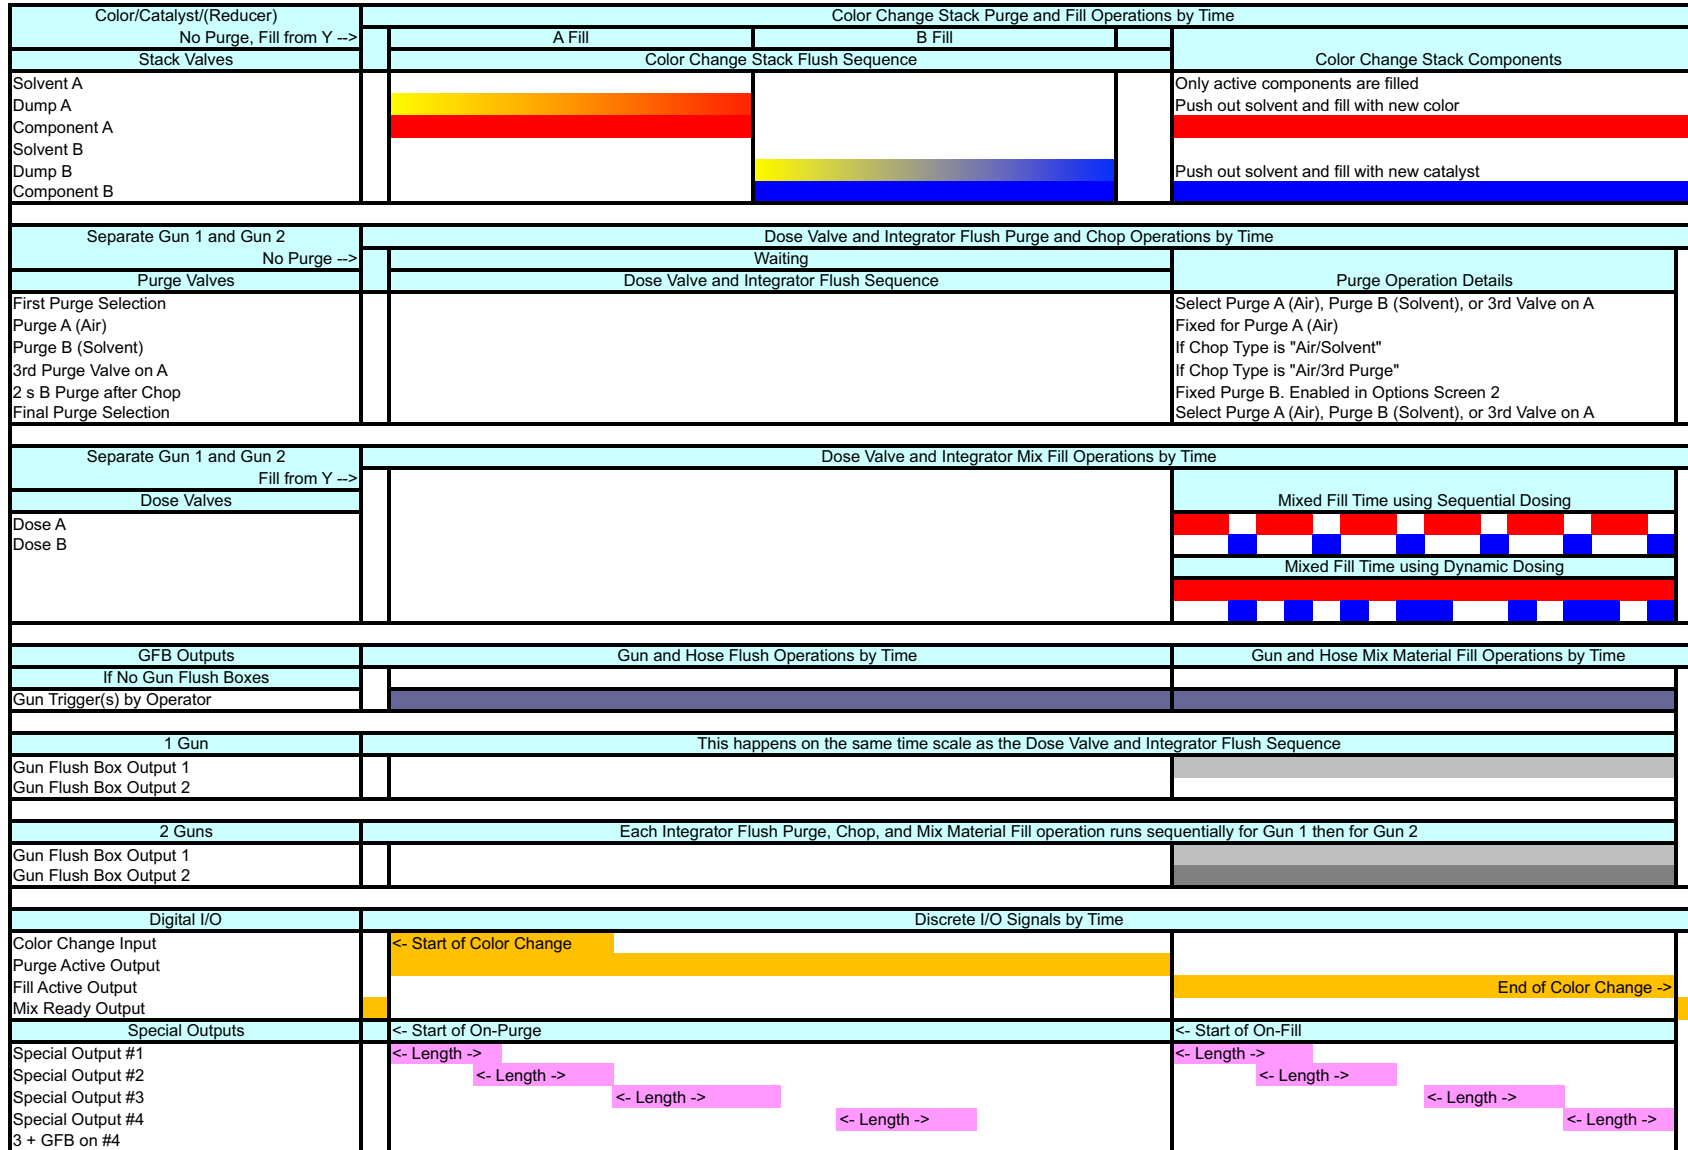 Color/Catalyst/(Reducer)
Color Change Stack Purge and Fill Operations by Time
No Purge, Fill from Y -->
A Fill
B Fill
Stack Valves
Color Change Stack Flush Sequence
Color Change Stack Components
Solvent A
Only active components are filled
Dump A
Push out solvent and fill with new color
Component A
Solvent B
Dump B
Push out solvent and fill with new catalyst
Component B
Separate Gun 1 and Gun 2
Dose Valve and Integrator Flush Purge and Chop Operations by Time
No Purge -->
Waiting
Purge Valves
Dose Valve and Integrator Flush Sequence
Purge Operation Details
First Purge Selection
Select Purge A (Air), Purge B (Solvent), or 3rd Valve on A
Purge A (Air)
Fixed for Purge A (Air)
Purge B (Solvent)
If Chop Type is "Air/Solvent"
3rd Purge Valve on A
If Chop Type is "Air/3rd Purge"
2 s B Purge after Chop
Fixed Purge B. Enabled in Options Screen 2
Final Purge Selection
Select Purge A (Air), Purge B (Solvent), or 3rd Valve on A
Separate Gun 1 and Gun 2
Dose Valve and Integrator Mix Fill Operations by Time
Fill from Y -->
Dose Valves
Mixed Fill Time using Sequential Dosing
Dose A
Dose B
Mixed Fill Time using Dynamic Dosing
GFB Outputs
Gun and Hose Flush Operations by Time
Gun and Hose Mix Material Fill Operations by Time
If No Gun Flush Boxes
Gun Trigger(s) by Operator
1 Gun
This happens on the same time scale as the Dose Valve and Integrator Flush Sequence
Gun Flush Box Output 1
Gun Flush Box Output 2
2 Guns
Each Integrator Flush Purge, Chop, and Mix Material Fill operation runs sequentially for Gun 1 then for Gun 2
Gun Flush Box Output 1
Gun Flush Box Output 2
Digital I/O
Discrete I/O Signals by Time
Color Change Input
<- Start of Color Change
Purge Active Output
Fill Active Output
End of Color Change ->
Mix Ready Output
Special Outputs
<- Start of On-Purge
<- Start of On-Fill
Special Output #1
<- Length ->
<- Length ->
Special Output #2
<- Length ->
<- Length ->
Special Output #3
<- Length ->
<- Length ->
Special Output #4
<- Length ->
<- Length ->
3 + GFB on #4